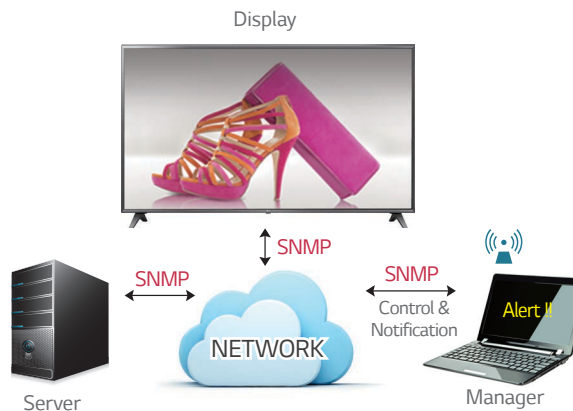 Display
SNMP
SNMP
SNMP
Control &
Notification
Alert !!
NETWORK
Server
Manager